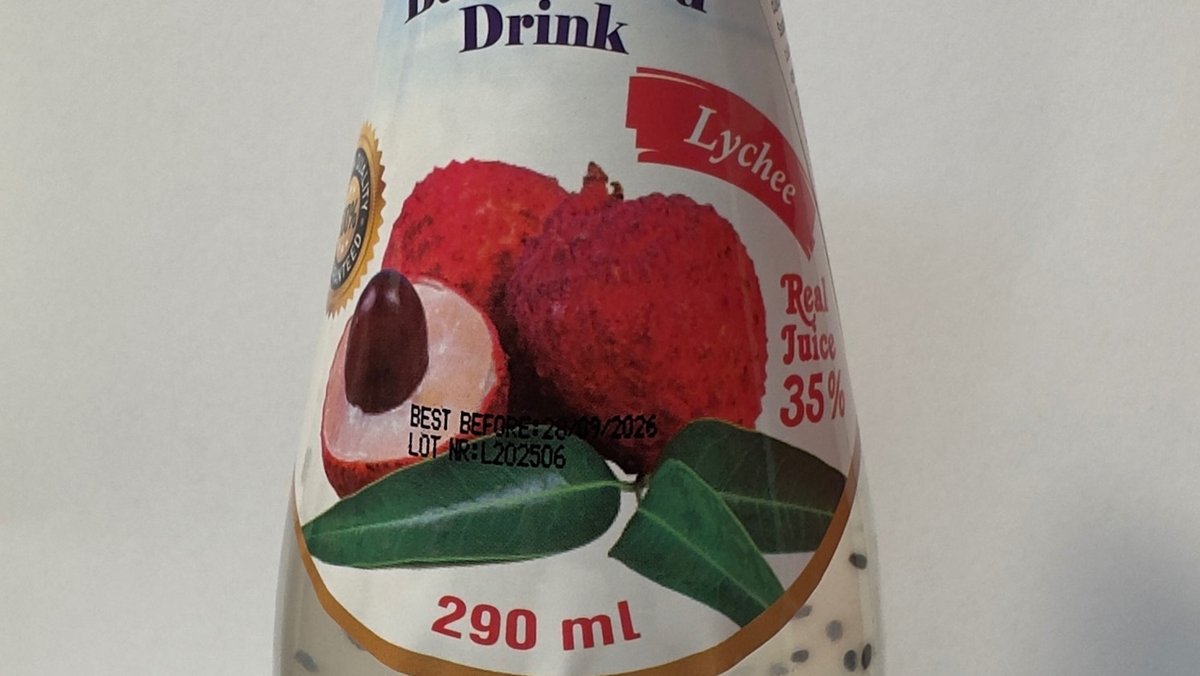 Drink
Lychee
Real
Juice
35%
BEST BEFORE:28/09/2026
LOT NR:L202506
290 ml